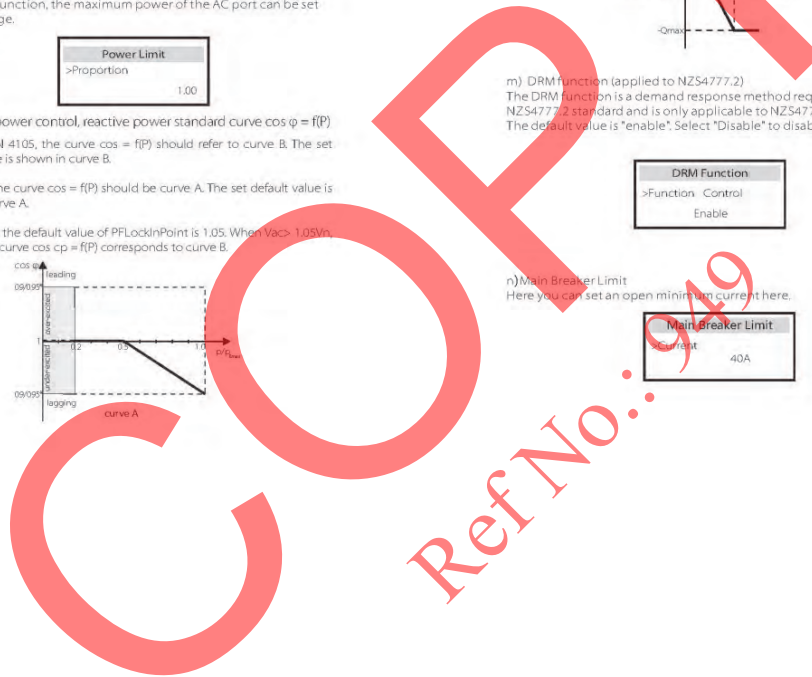 unction, the maximum power of the AC port can be set
ge.
Power Limit
>Proportion
1.00
power control, reactive power standard curve cos φ = f(P)
l 4105, the curve cos = f(P) should refer to curve B. The set
e is shown in curve B.
he curve cos = f(P) should be curve A. The set default value is
rve A.
the default value of PFLockInPoint is 1.05. When Vac> 1.05Vn,
curve cos cp = f(P) corresponds to curve B.
cos φ
leading
09/095
over-excited
1
0.2
0.5
1.0
under-excited
09/095
lagging
curve A
-Qmax
m) DRM function (applied to NZS4777.2)
The DRM function is a demand response method req
NZS4777.2 standard and is only applicable to NZS477
The default value is "enable". Select "Disable" to disab
DRM Function
>Function Control
Enable
n)Main Breaker Limit
Here you can set an open minimum current here.
Main Breaker Limit
>Current
40A
COPY
Ref No.: 949